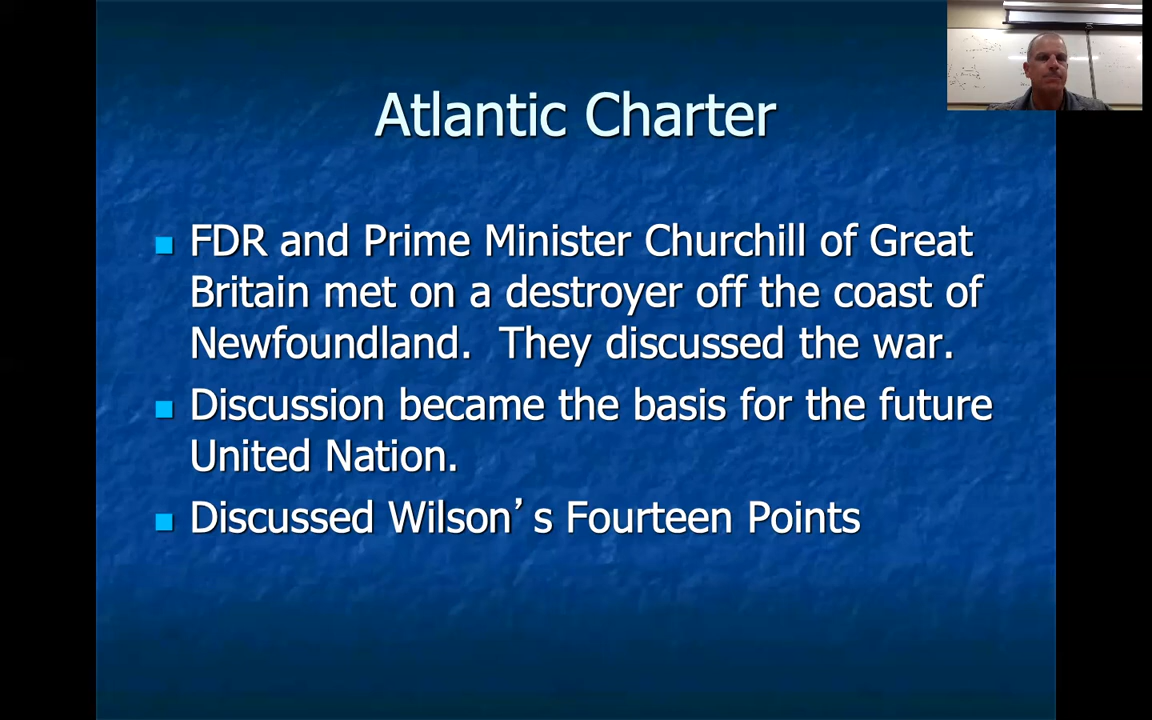 Atlantic Charter
FDR and Prime Minister Churchill of Great
Britain met on a destroyer off the coast of
Newfoundland.  They discussed the war.
Discussion became the basis for the future
United Nation.
Discussed Wilson’s Fourteen Points